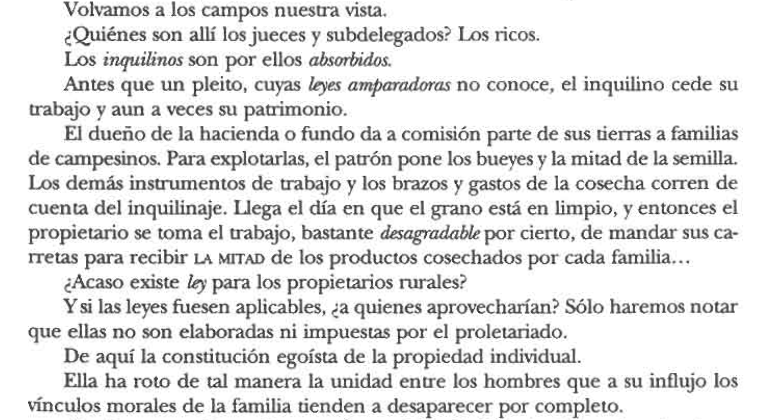 Volvamos a los campos nuestra vista.
¿Quiénes son allí los jueces y subdelegados? Los ricos.
Los inquilinos son por ellos absorbidos.
Antes que un pleito, cuyas leyes amparadoras no conoce, el inquilino cede su
trabajo y aun a veces su patrimonio.
El dueño de la hacienda o fundo da a comisión parte de sus tierras a familias
de campesinos. Para explotarlas, el patrón pone los bueyes y la mitad de la semilla.
Los demás instrumentos de trabajo y los brazos y gastos de la cosecha corren de
cuenta del inquilinaje. Llega el día en que el grano está en limpio, y entonces el
propietario se toma el trabajo, bastante desagradable por cierto, de mandar sus ca-
rretas para recibir LA MITAD de los productos cosechados por cada familia...
¿Acaso existe ley para los propietarios rurales?
Y si las leyes fuesen aplicables, ¿a quienes aprovecharían? Sólo haremos notar
que ellas no son elaboradas ni impuestas por el proletariado.
De aquí la constitución egoísta de la propiedad individual.
Ella ha roto de tal manera la unidad entre los hombres que a su influjo los
vínculos morales de la familia tienden a desaparecer por completo.